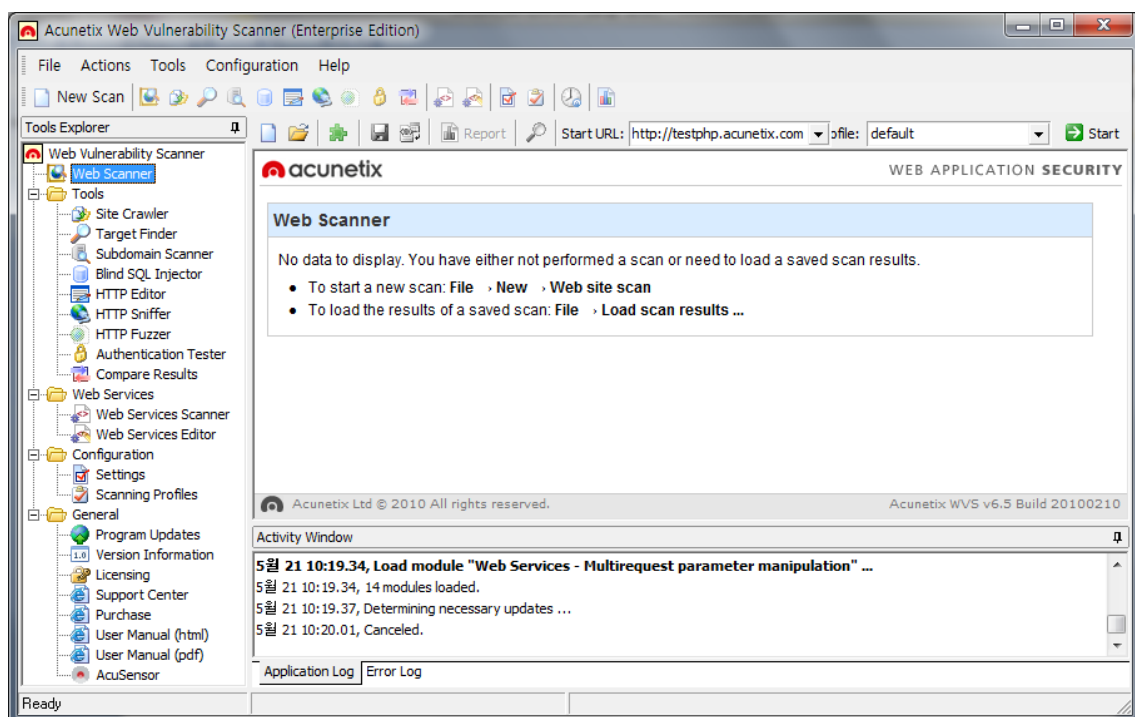 Acunetix Web Vulnerability Scanner (Enterprise Edition)
File Actions Tools Configuration Help
New Scan
Tools Explorer
Report Start URL: http://testphp.acunetix.com ofile: default Start
Web Vulnerability Scanner
Web Scanner
Tools
Site Crawler
Target Finder
Subdomain Scanner
Blind SQL Injector
HTTP Editor
HTTP Sniffer
HTTP Fuzzer
Authentication Tester
Compare Results
Web Services
Web Services Scanner
Web Services Editor
Configuration
Settings
Scanning Profiles
General
Program Updates
1.0 Version Information
Licensing
Support Center
Purchase
User Manual (html)
User Manual (pdf)
AcuSensor
acunetix WEB APPLICATION SECURITY
Web Scanner
No data to display. You have either not performed a scan or need to load a saved scan results.
• To start a new scan: File › New › Web site scan
• To load the results of a saved scan: File › Load scan results ...
Acunetix Ltd © 2010 All rights reserved. Acunetix WVS v6.5 Build 20100210
Activity Window
5월 21 10:19.34, Load module "Web Services - Multirequest parameter manipulation" ...
5월 21 10:19.34, 14 modules loaded.
5월 21 10:19.37, Determining necessary updates ...
5월 21 10:20.01, Canceled.
Application Log Error Log
Ready